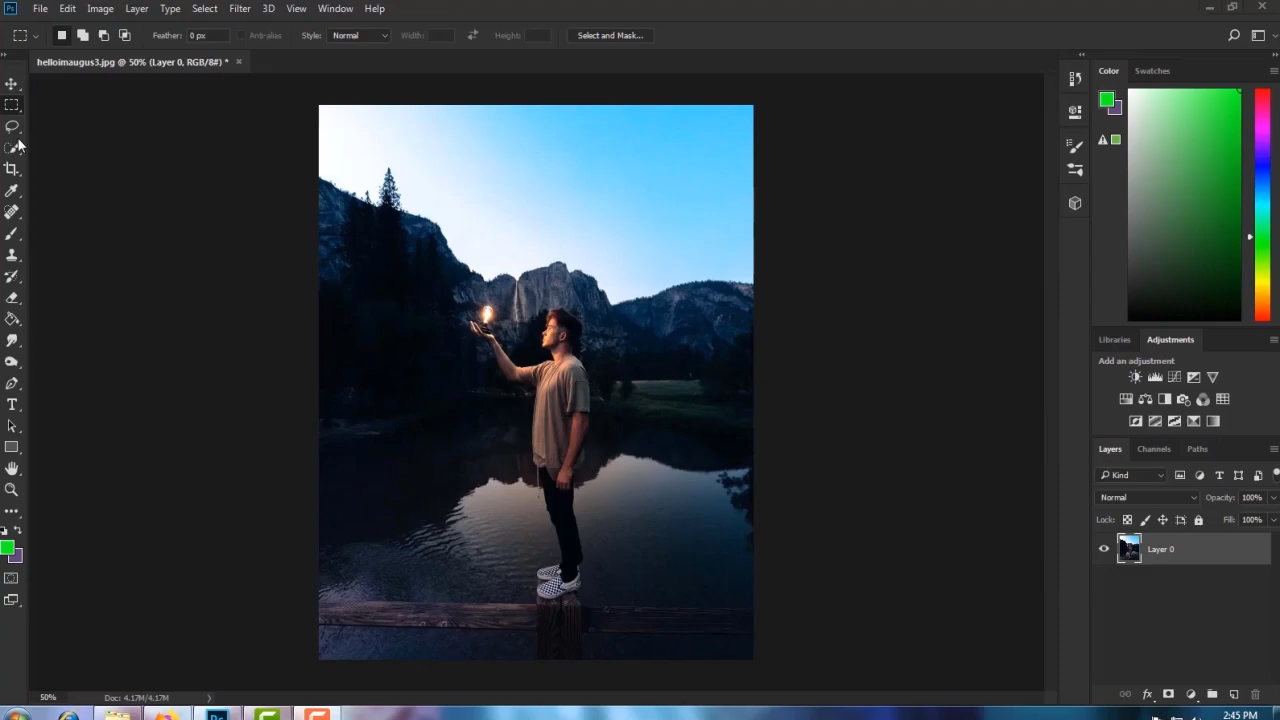 Ps File Edit Image Layer Type Select Filter 3D View Window Help
Feather: 0 px Anti-alias Style: Normal Width: Height: Select and Mask...
helloimaugus3.jpg @ 50% (Layer 0, RGB/8#) * ×
Color Swatches
Libraries Adjustments
Add an adjustment
Layers Channels Paths
Kind
Normal Opacity: 100%
Lock: Fill: 100%
Layer 0
fx
50% Doc: 4.17M/4.17M
Ps
2:45 PM